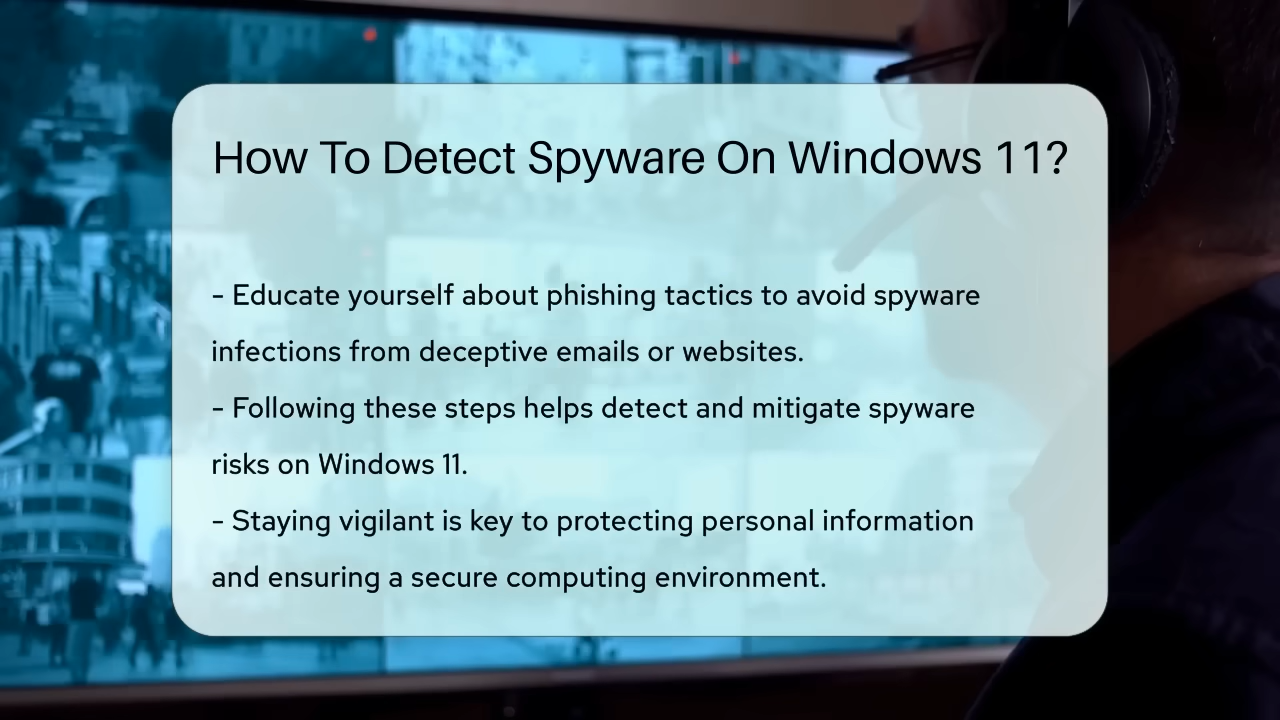 How To Detect Spyware On Windows 11?
- Educate yourself about phishing tactics to avoid spyware
infections from deceptive emails or websites.
- Following these steps helps detect and mitigate spyware
risks on Windows 11.
- Staying vigilant is key to protecting personal information
and ensuring a secure computing environment.